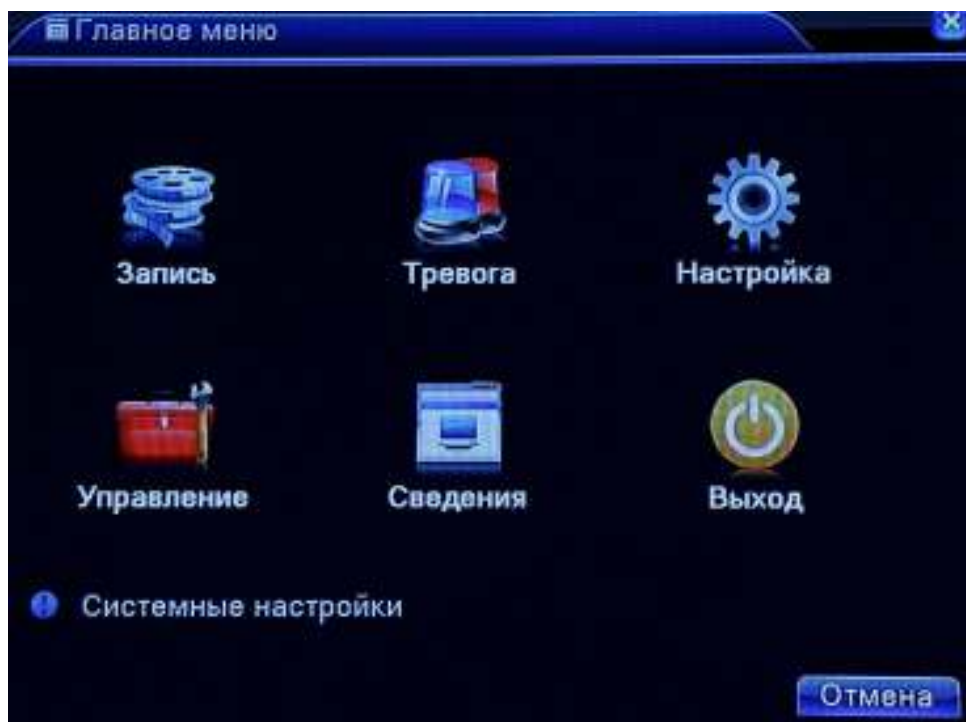 Главное меню
Запись Тревога Настройка
Управление Сведения Выход
Системные настройки
Отмена